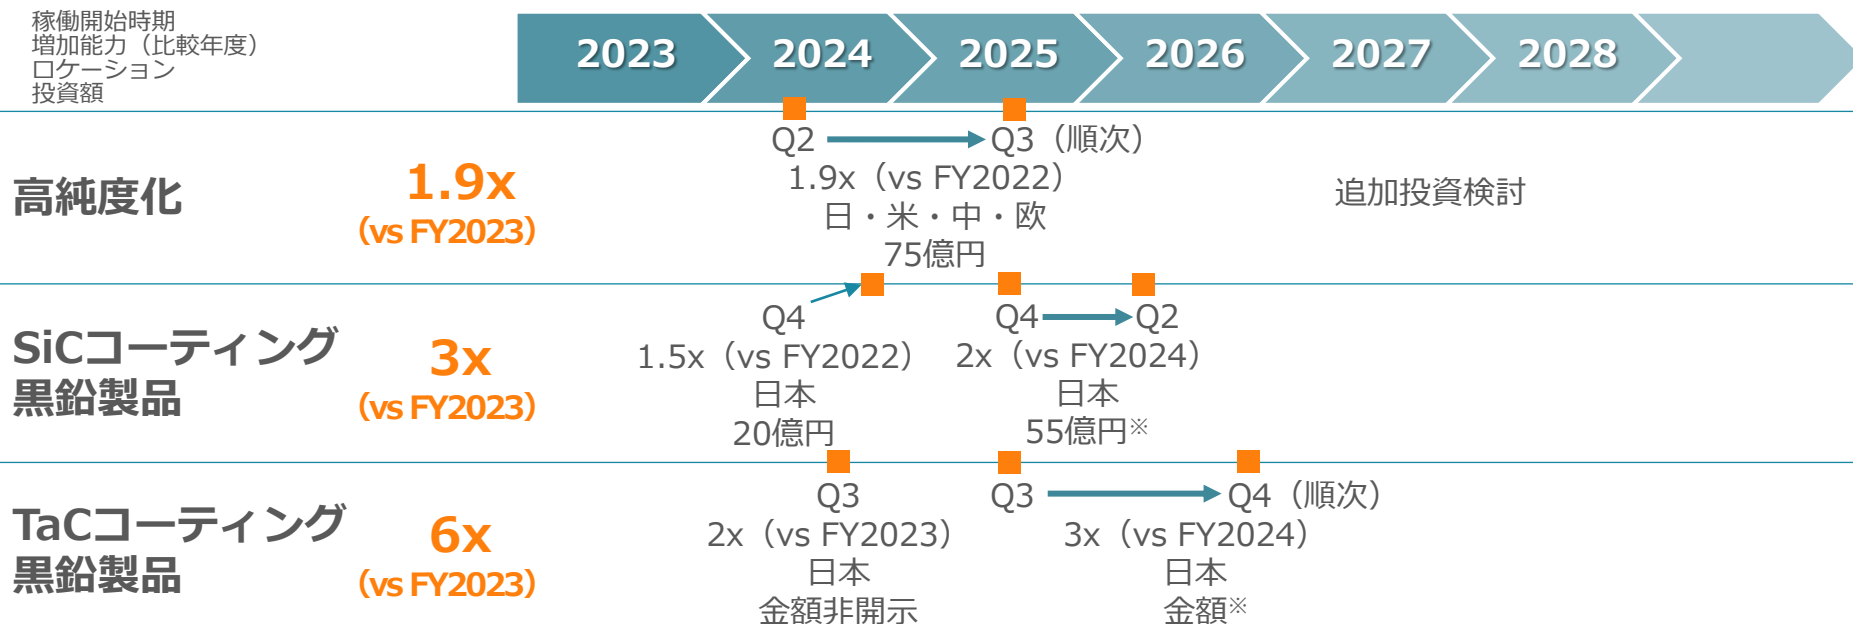 稼働開始時期
増加能力（比較年度）
ロケーション
投資額
2023
2024
2025
2026
2027
2028
高純度化
1.9x
（vs FY2023）
Q2
Q3（順次）
1.9x（vs FY2022）
日・米・中・欧
75億円
追加投資検討
SiCコーティング
黒鉛製品
3x
（vs FY2023）
Q4
1.5x（vs FY2022）
日本
20億円
Q4
Q2
2x（vs FY2024）
日本
55億円※
TaCコーティング
黒鉛製品
6x
（vs FY2023）
Q3
2x（vs FY2023）
日本
金額非開示
Q3
Q4（順次）
3x（vs FY2024）
日本
金額※